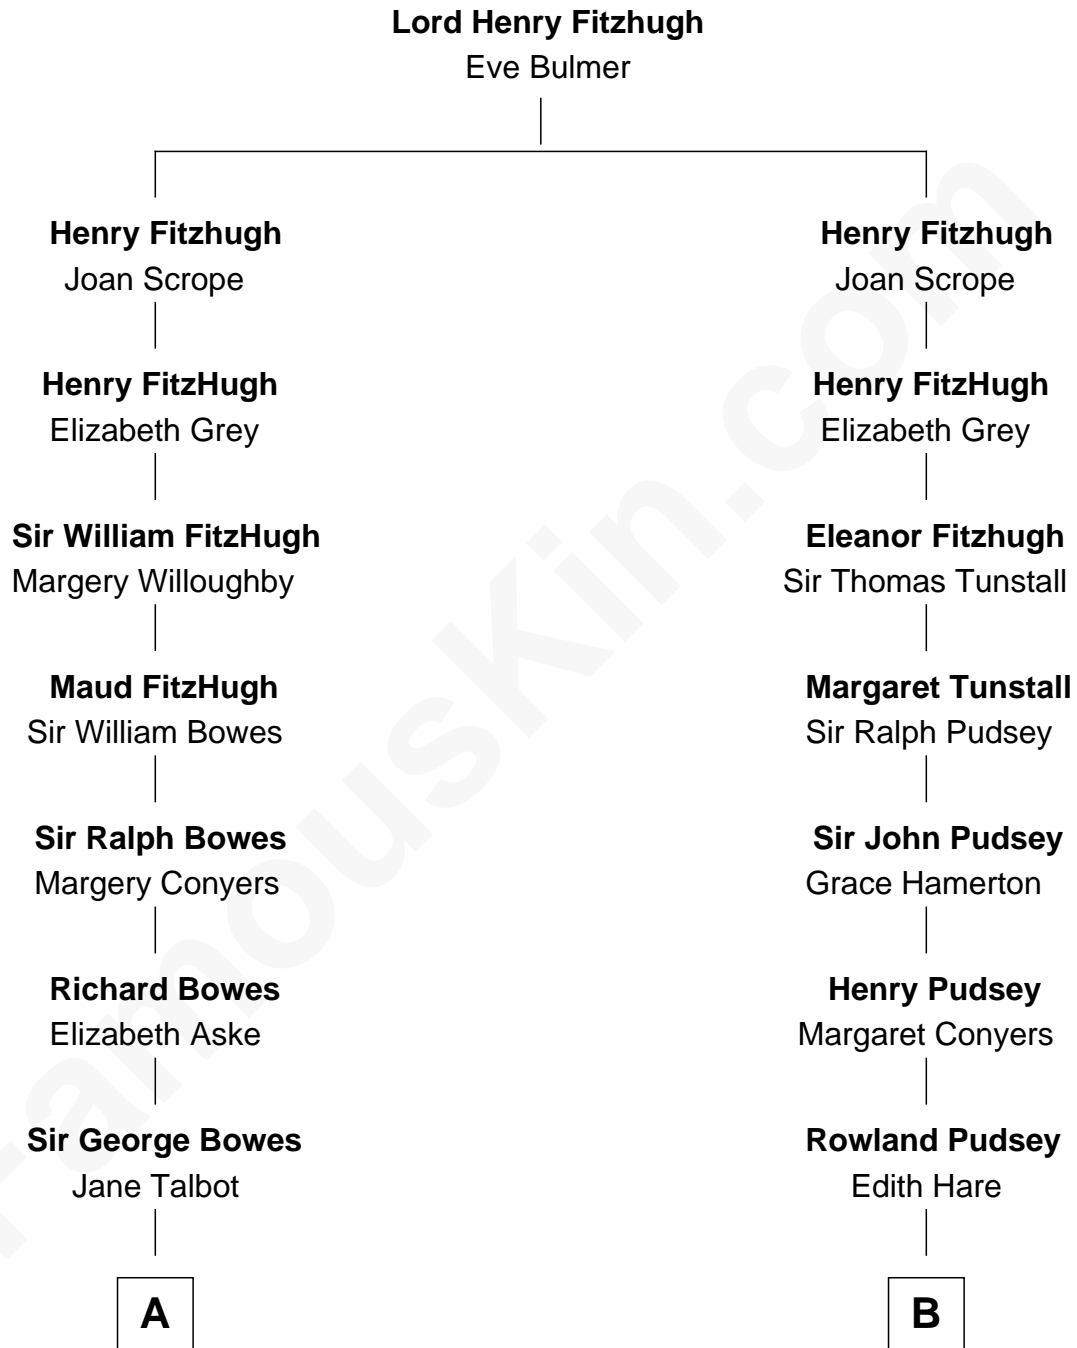 Lord Henry Fitzhugh
Eve Bulmer
Henry Fitzhugh
Joan Scrope
Henry FitzHugh
Elizabeth Grey
Sir William FitzHugh
Margery Willoughby
Maud FitzHugh
Sir William Bowes
Sir Ralph Bowes
Margery Conyers
Richard Bowes
Elizabeth Aske
Sir George Bowes
Jane Talbot
A
Henry Fitzhugh
Joan Scrope
Henry FitzHugh
Elizabeth Grey
Eleanor Fitzhugh
Sir Thomas Tunstall
Margaret Tunstall
Sir Ralph Pudsey
Sir John Pudsey
Grace Hamerton
Henry Pudsey
Margaret Conyers
Rowland Pudsey
Edith Hare
B
FamousKin.com